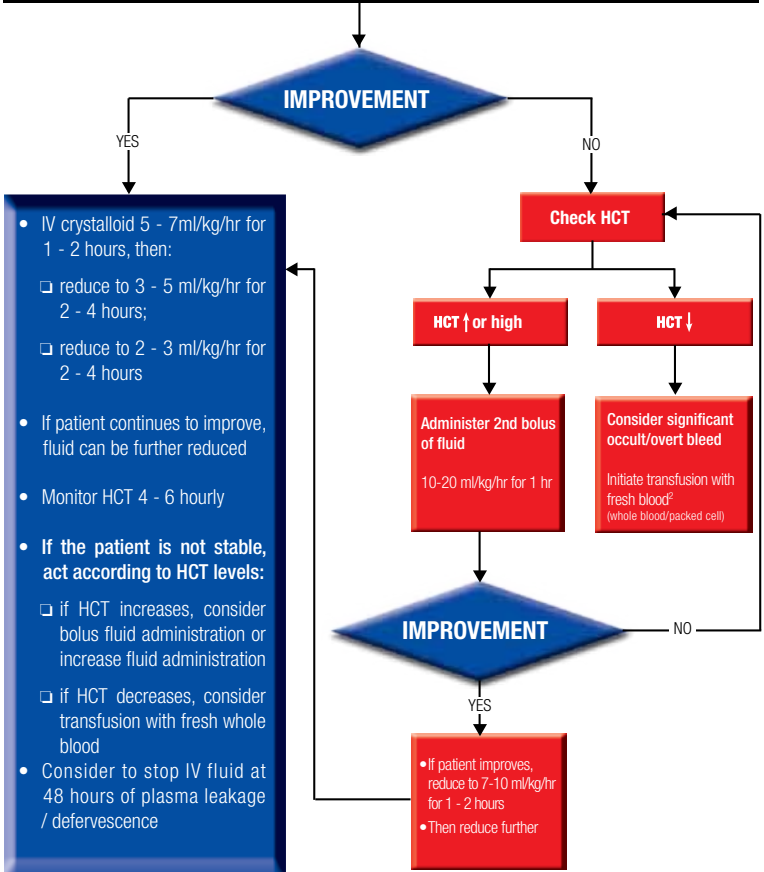 IMPROVEMENT
YES
NO
• IV crystalloid 5 - 7ml/kg/hr for
1 - 2 hours, then:
❑ reduce to 3 - 5 ml/kg/hr for
2 - 4 hours;
❑ reduce to 2 - 3 ml/kg/hr for
2 - 4 hours
• If patient continues to improve,
fluid can be further reduced
• Monitor HCT 4 - 6 hourly
• If the patient is not stable,
act according to HCT levels:
❑ if HCT increases, consider
bolus fluid administration or
increase fluid administration
❑ if HCT decreases, consider
transfusion with fresh whole
blood
• Consider to stop IV fluid at
48 hours of plasma leakage
/ defervescence
Check HCT
HCT ↑ or high
HCT ↓
Administer 2nd bolus
of fluid
10-20 ml/kg/hr for 1 hr
Consider significant
occult/overt bleed
Initiate transfusion with
fresh blood²
(whole blood/packed cell)
IMPROVEMENT
NO
YES
• If patient improves,
reduce to 7-10 ml/kg/hr
for 1 - 2 hours
• Then reduce further